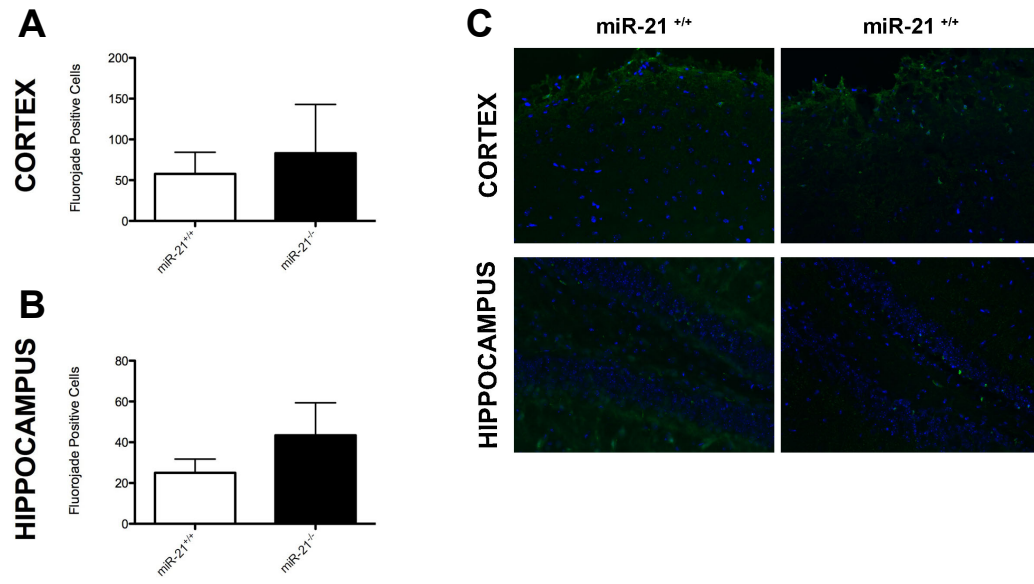 A
CORTEX
Fluorojade Positive Cells
200
150
100
50
0
miR-21+/+
miR-21-/-
B
HIPPOCAMPUS
Fluorojade Positive Cells
80
60
40
20
0
miR-21+/+
miR-21-/-
C
miR-21 +/+
miR-21 +/+
CORTEX
HIPPOCAMPUS